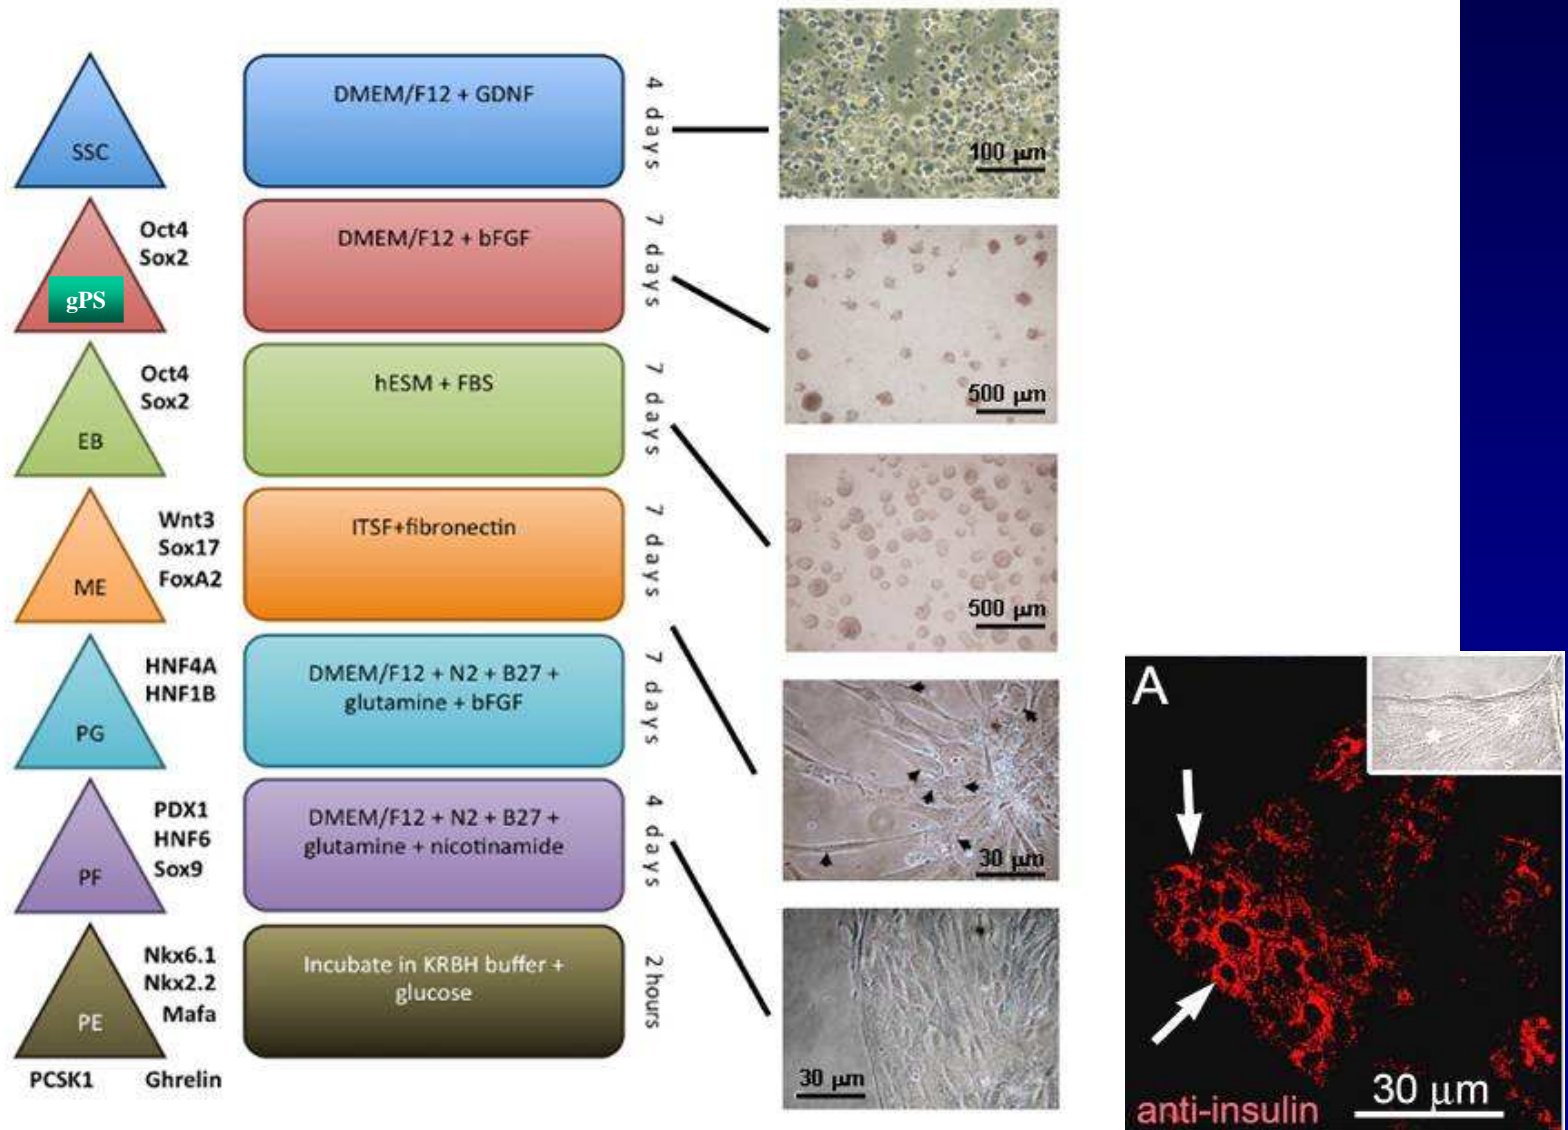 SSC
DMEM/F12 + GDNF
4 days
100 μm
gPS
Oct4
Sox2
DMEM/F12 + bFGF
7 days
500 μm
EB
Oct4
Sox2
hESM + FBS
7 days
500 μm
ME
Wnt3
Sox17
FoxA2
ITSF+fibronectin
7 days
30 μm
PG
HNF4A
HNF1B
DMEM/F12 + N2 + B27 +
glutamine + bFGF
7 days
PF
PDX1
HNF6
Sox9
DMEM/F12 + N2 + B27 +
glutamine + nicotinamide
4 days
30 μm
PE
Nkx6.1
Nkx2.2
Mafa
PCSK1 Ghrelin
Incubate in KRBH buffer +
glucose
2 hours
A
anti-insulin
30 μm